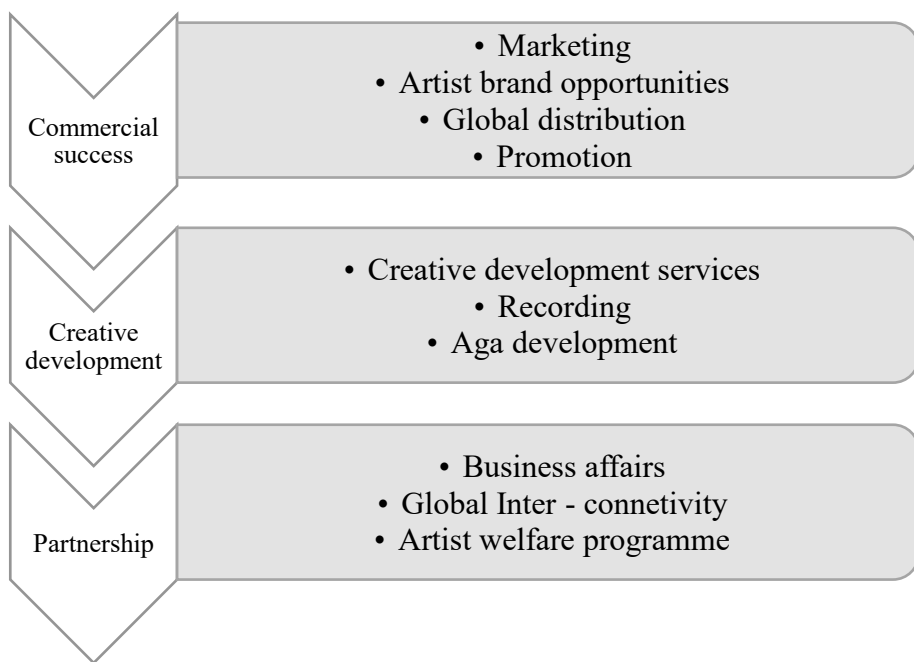 Commercial
success
• Marketing
• Artist brand opportunities
• Global distribution
• Promotion
Creative
development
• Creative development services
• Recording
• Aga development
Partnership
• Business affairs
• Global Inter - connetivity
• Artist welfare programme